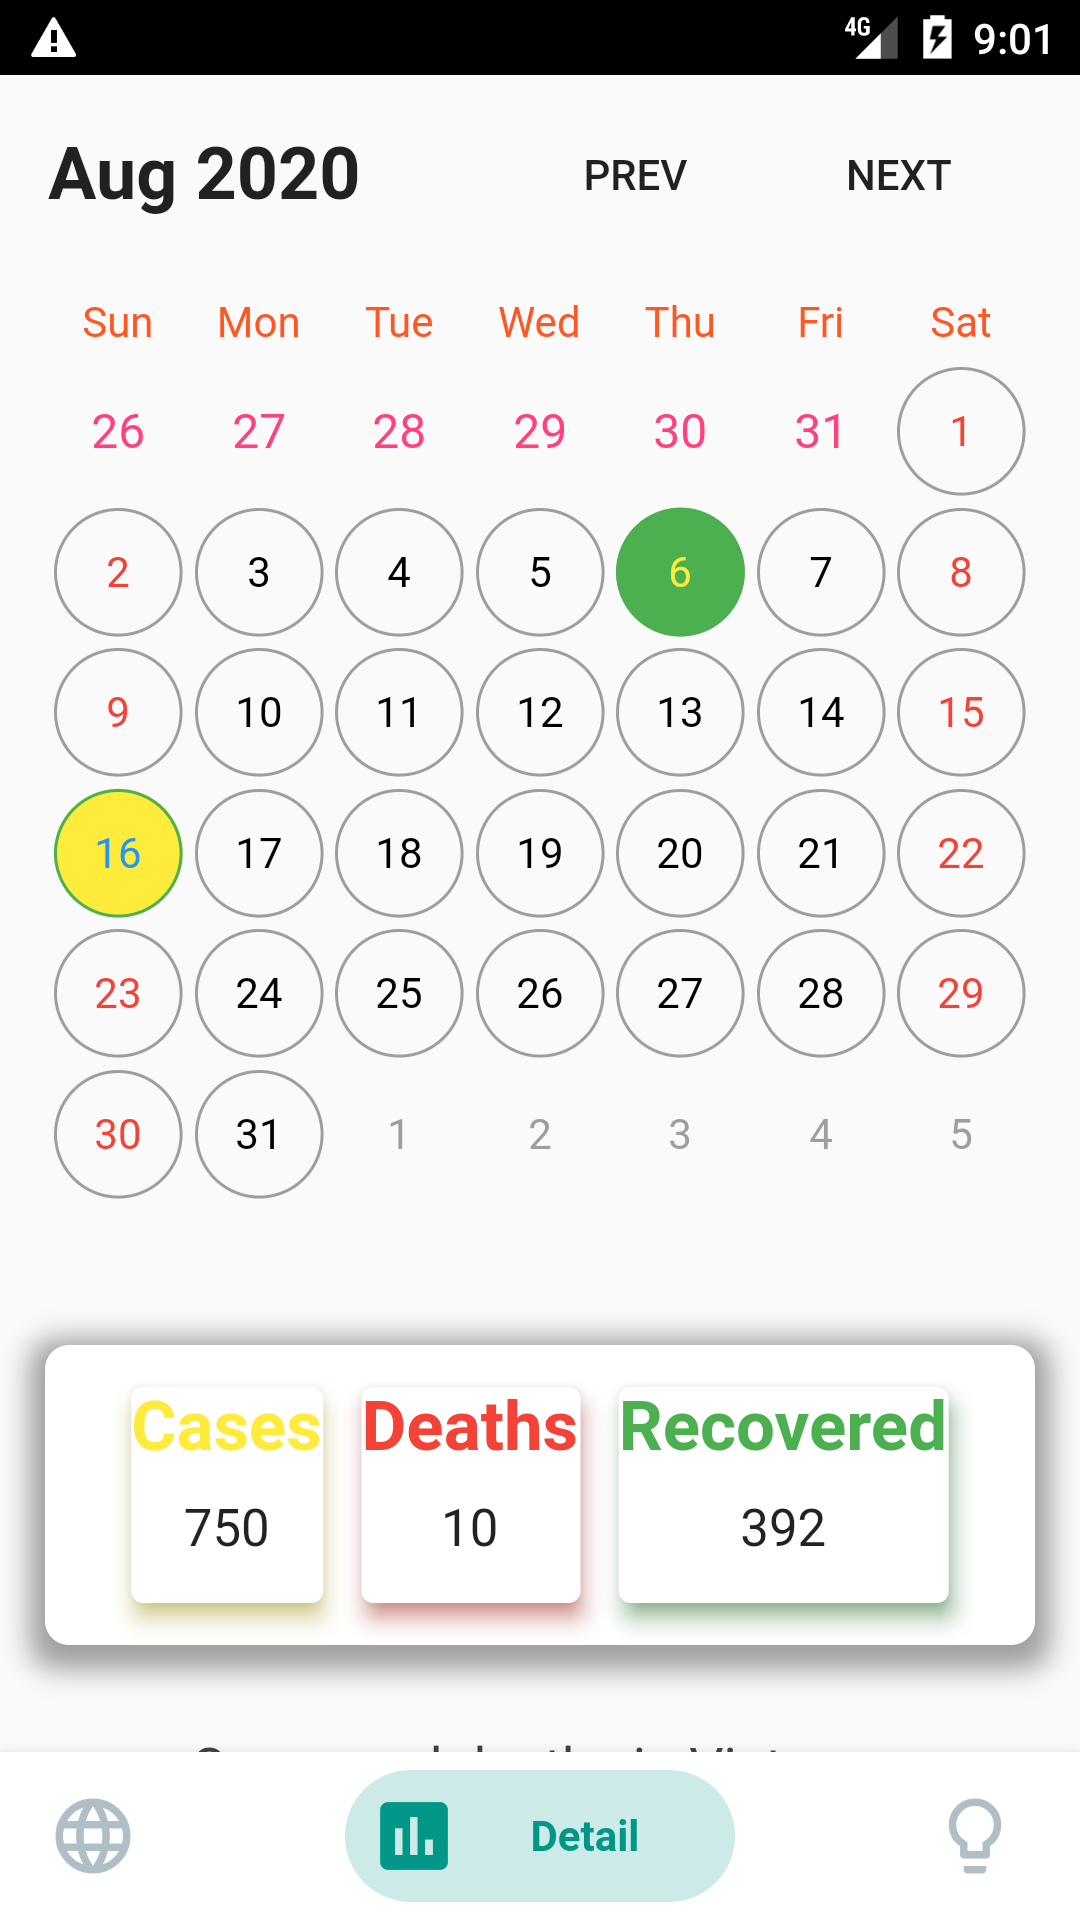 4G 9:01
Aug 2020 PREV NEXT
Sun Mon Tue Wed Thu Fri Sat
26 27 28 29 30 31 1
2 3 4 5 6 7 8
9 10 11 12 13 14 15
16 17 18 19 20 21 22
23 24 25 26 27 28 29
30 31 1 2 3 4 5
Cases Deaths Recovered
750 10 392
Detail